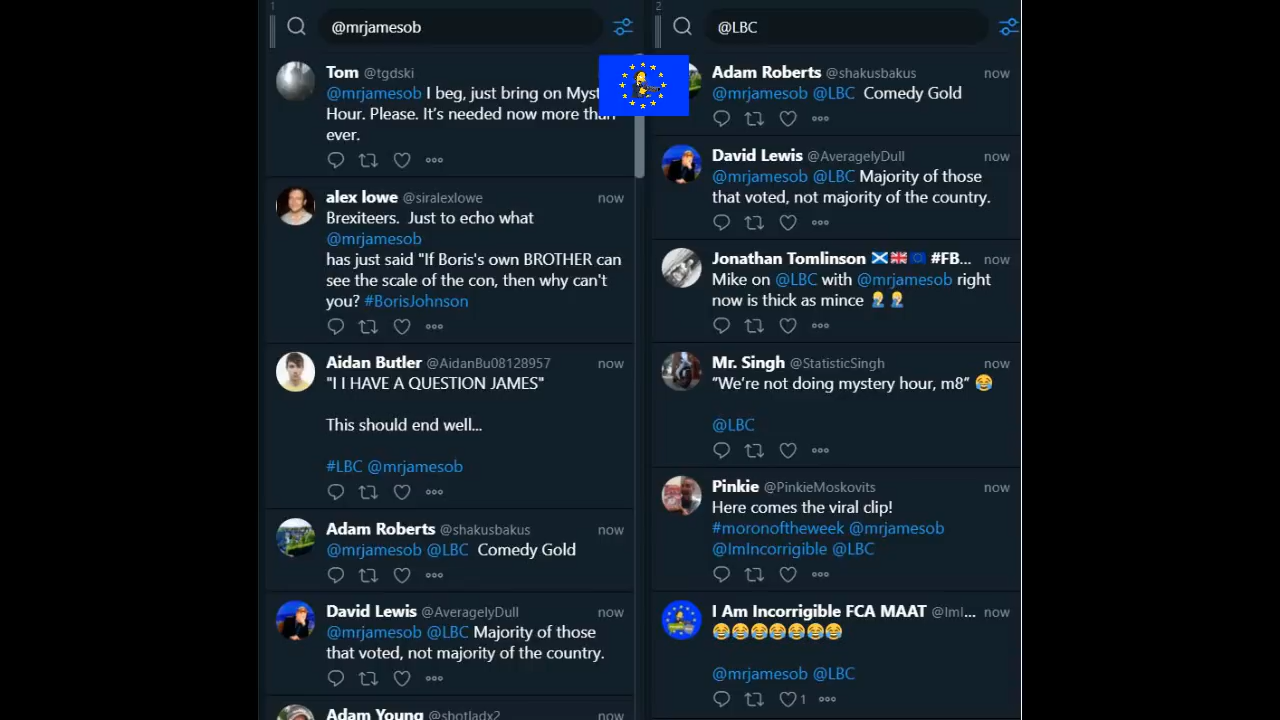 1
@mrjamesob
Tom @tgdski
@mrjamesob I beg, just bring on Myst
Hour. Please. It’s needed now more than
ever.
alex lowe @siralexlowe now
Brexiteers. Just to echo what
@mrjamesob
has just said "If Boris's own BROTHER can
see the scale of the con, then why can't
you? #BorisJohnson
Aidan Butler @AidanBu08128957 now
"I I HAVE A QUESTION JAMES"
This should end well...
#LBC @mrjamesob
Adam Roberts @shakusbakus now
@mrjamesob @LBC Comedy Gold
David Lewis @AveragelyDull now
@mrjamesob @LBC Majority of those
that voted, not majority of the country.
Adam Young @shotladx2 now
2
@LBC
Adam Roberts @shakusbakus now
@mrjamesob @LBC Comedy Gold
David Lewis @AveragelyDull now
@mrjamesob @LBC Majority of those
that voted, not majority of the country.
Jonathan Tomlinson 🏴󠁧󠁢󠁳󠁣󠁴󠁿🇬🇧🇪🇺 #FB... now
Mike on @LBC with @mrjamesob right
now is thick as mince 🤦🤦
Mr. Singh @StatisticSingh now
“We’re not doing mystery hour, m8” 😂
@LBC
Pinkie @PinkieMoskovits now
Here comes the viral clip!
#moronoftheweek @mrjamesob
@ImIncorrigible @LBC
I Am Incorrigible FCA MAAT @ImI... now
😂😂😂😂😂😂😂
@mrjamesob @LBC
1